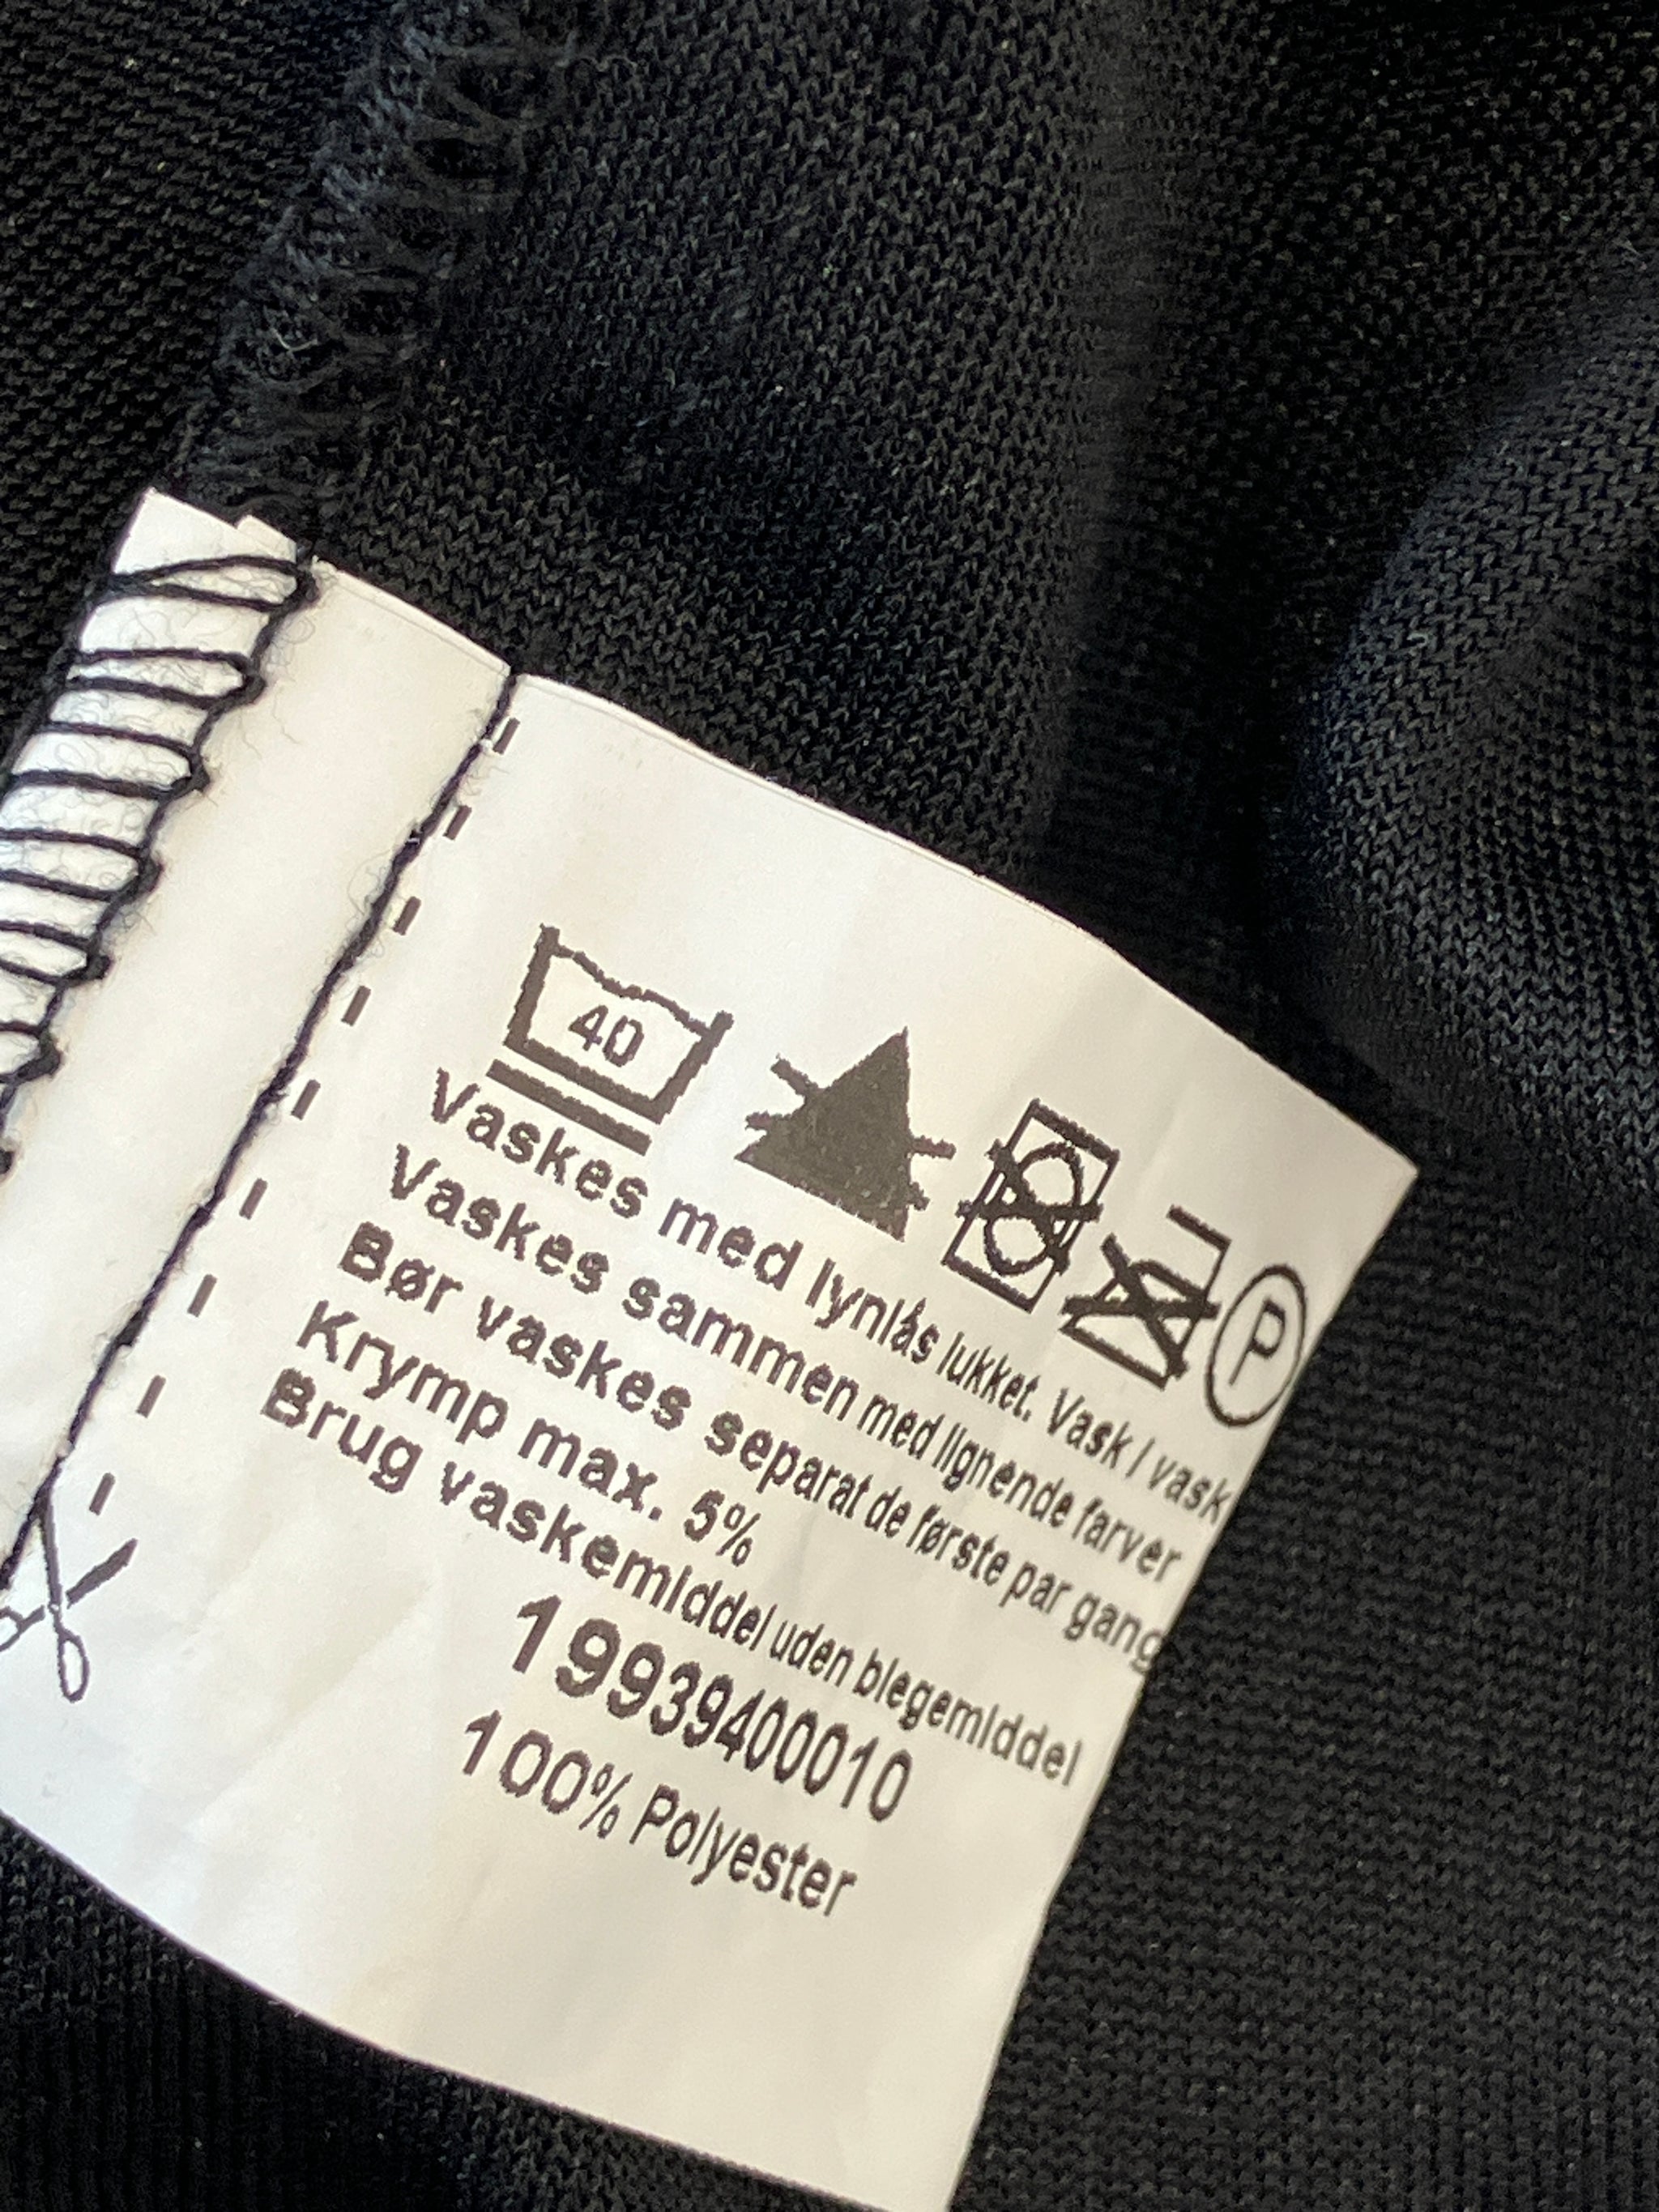 40
P
Vaskes med lynlås lukket. Vask i vask
Vaskes sammen med lignende farver
Bør vaskes separat de første par gang
Krymp max. 5%
Brug vaskemiddel uden blegemiddel
19939400010
100% Polyester